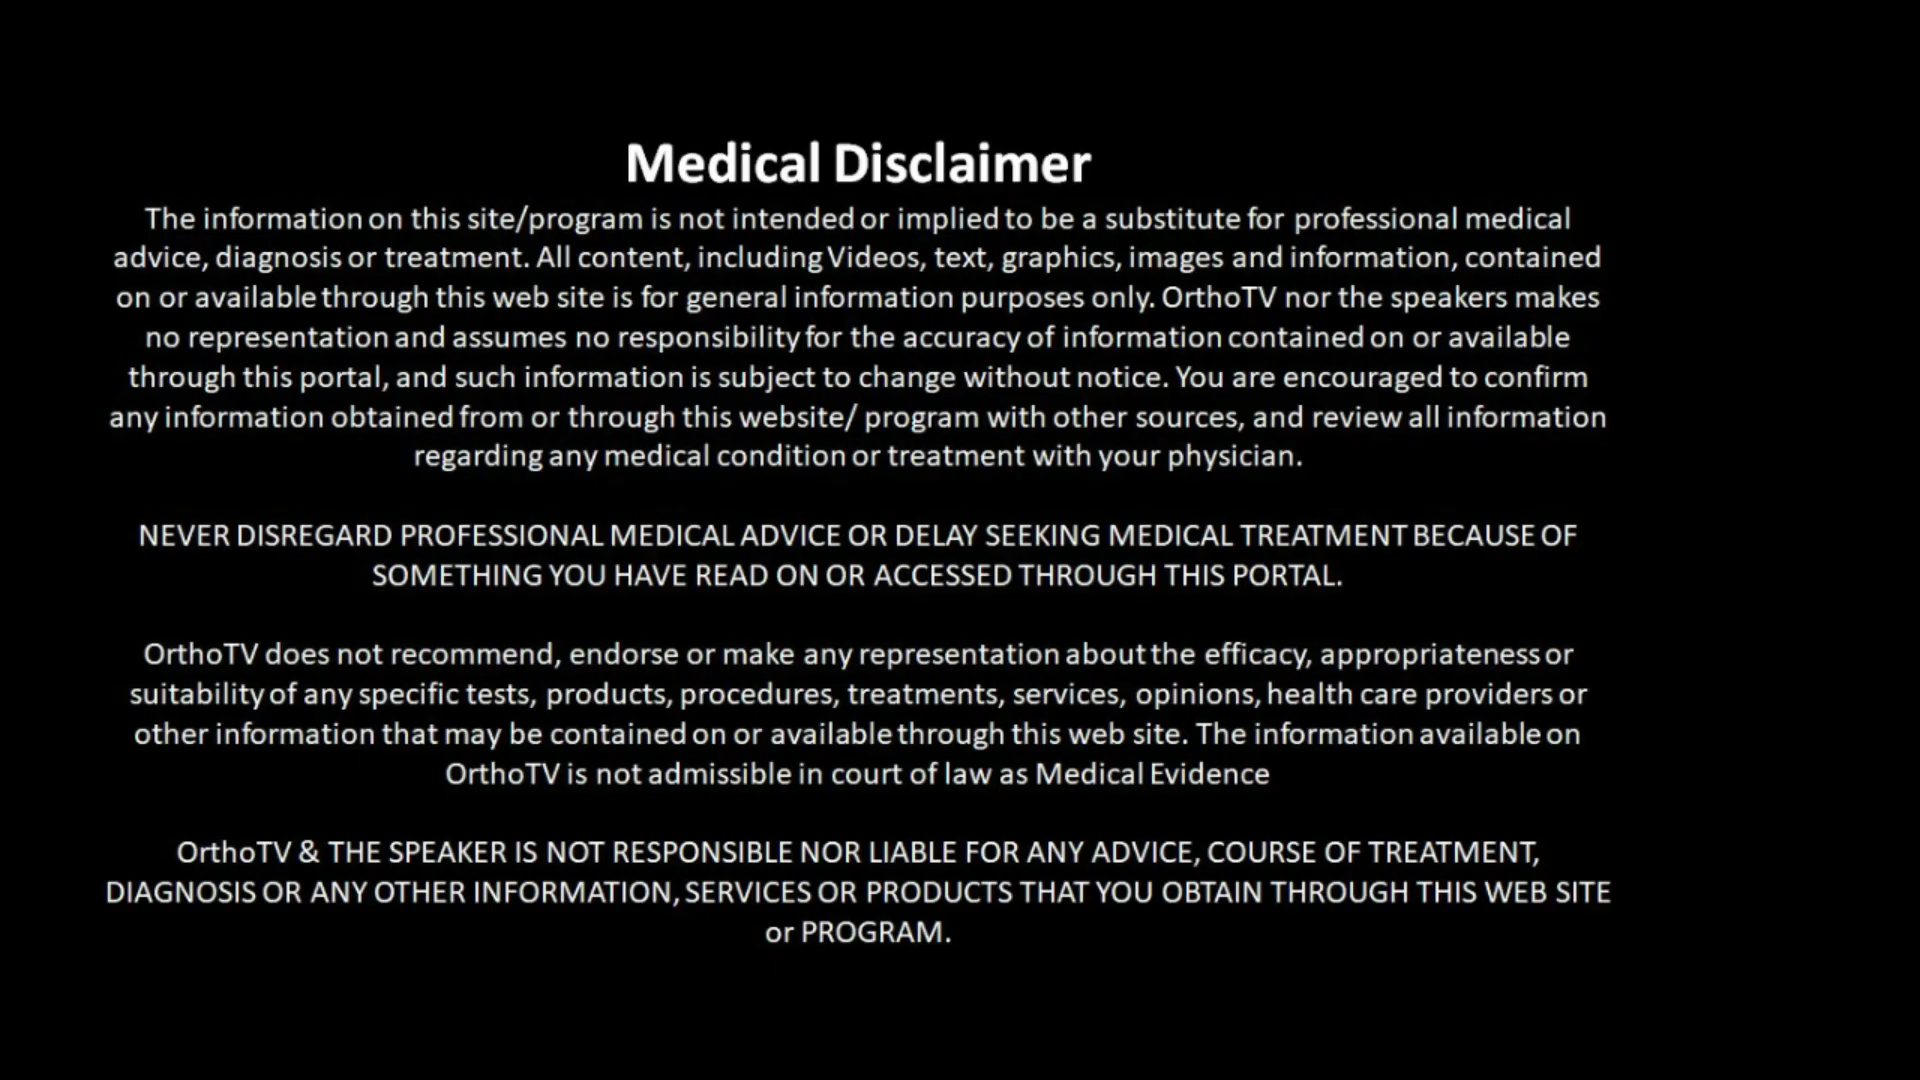 Medical Disclaimer
The information on this site/program is not intended or implied to be a substitute for professional medical
advice, diagnosis or treatment. All content, including Videos, text, graphics, images and information, contained
on or available through this web site is for general information purposes only. OrthoTV nor the speakers makes
no representation and assumes no responsibility for the accuracy of information contained on or available
through this portal, and such information is subject to change without notice. You are encouraged to confirm
any information obtained from or through this website/ program with other sources, and review all information
regarding any medical condition or treatment with your physician.
NEVER DISREGARD PROFESSIONAL MEDICAL ADVICE OR DELAY SEEKING MEDICAL TREATMENT BECAUSE OF
SOMETHING YOU HAVE READ ON OR ACCESSED THROUGH THIS PORTAL.
OrthoTV does not recommend, endorse or make any representation about the efficacy, appropriateness or
suitability of any specific tests, products, procedures, treatments, services, opinions, health care providers or
other information that may be contained on or available through this web site. The information available on
OrthoTV is not admissible in court of law as Medical Evidence
OrthoTV & THE SPEAKER IS NOT RESPONSIBLE NOR LIABLE FOR ANY ADVICE, COURSE OF TREATMENT,
DIAGNOSIS OR ANY OTHER INFORMATION, SERVICES OR PRODUCTS THAT YOU OBTAIN THROUGH THIS WEB SITE
or PROGRAM.